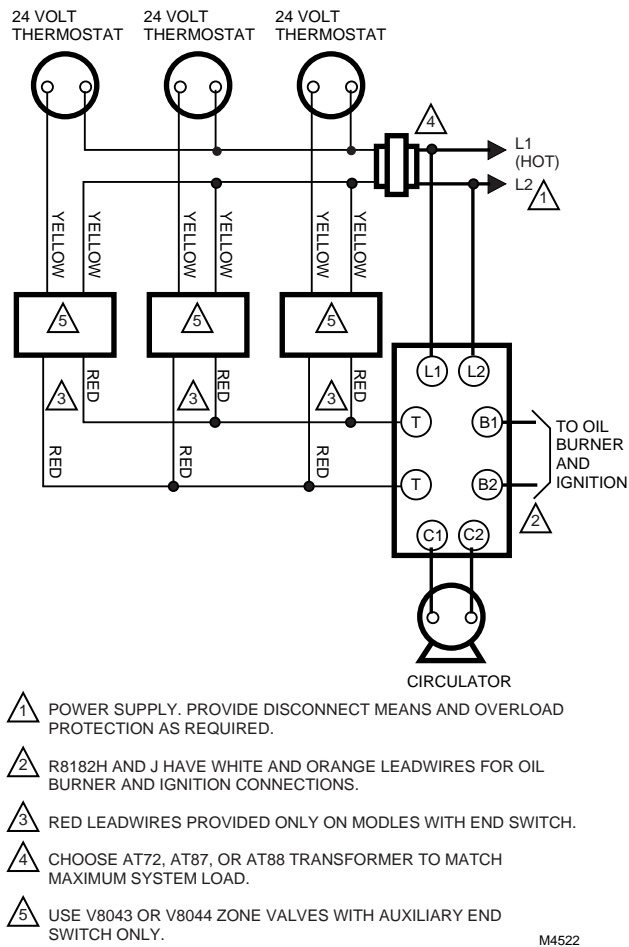 24 VOLT
THERMOSTAT
24 VOLT
THERMOSTAT
24 VOLT
THERMOSTAT
4
L1
(HOT)
L2
1
YELLOW
YELLOW
YELLOW
YELLOW
YELLOW
YELLOW
5
5
5
3
RED
3
RED
3
RED
L1
L2
T
B1
TO OIL
BURNER
AND
IGNITION
RED
RED
RED
T
B2
2
C1
C2
CIRCULATOR
1 POWER SUPPLY. PROVIDE DISCONNECT MEANS AND OVERLOAD
PROTECTION AS REQUIRED.
2 R8182H AND J HAVE WHITE AND ORANGE LEADWIRES FOR OIL
BURNER AND IGNITION CONNECTIONS.
3 RED LEADWIRES PROVIDED ONLY ON MODLES WITH END SWITCH.
4 CHOOSE AT72, AT87, OR AT88 TRANSFORMER TO MATCH
MAXIMUM SYSTEM LOAD.
5 USE V8043 OR V8044 ZONE VALVES WITH AUXILIARY END
SWITCH ONLY.
M4522